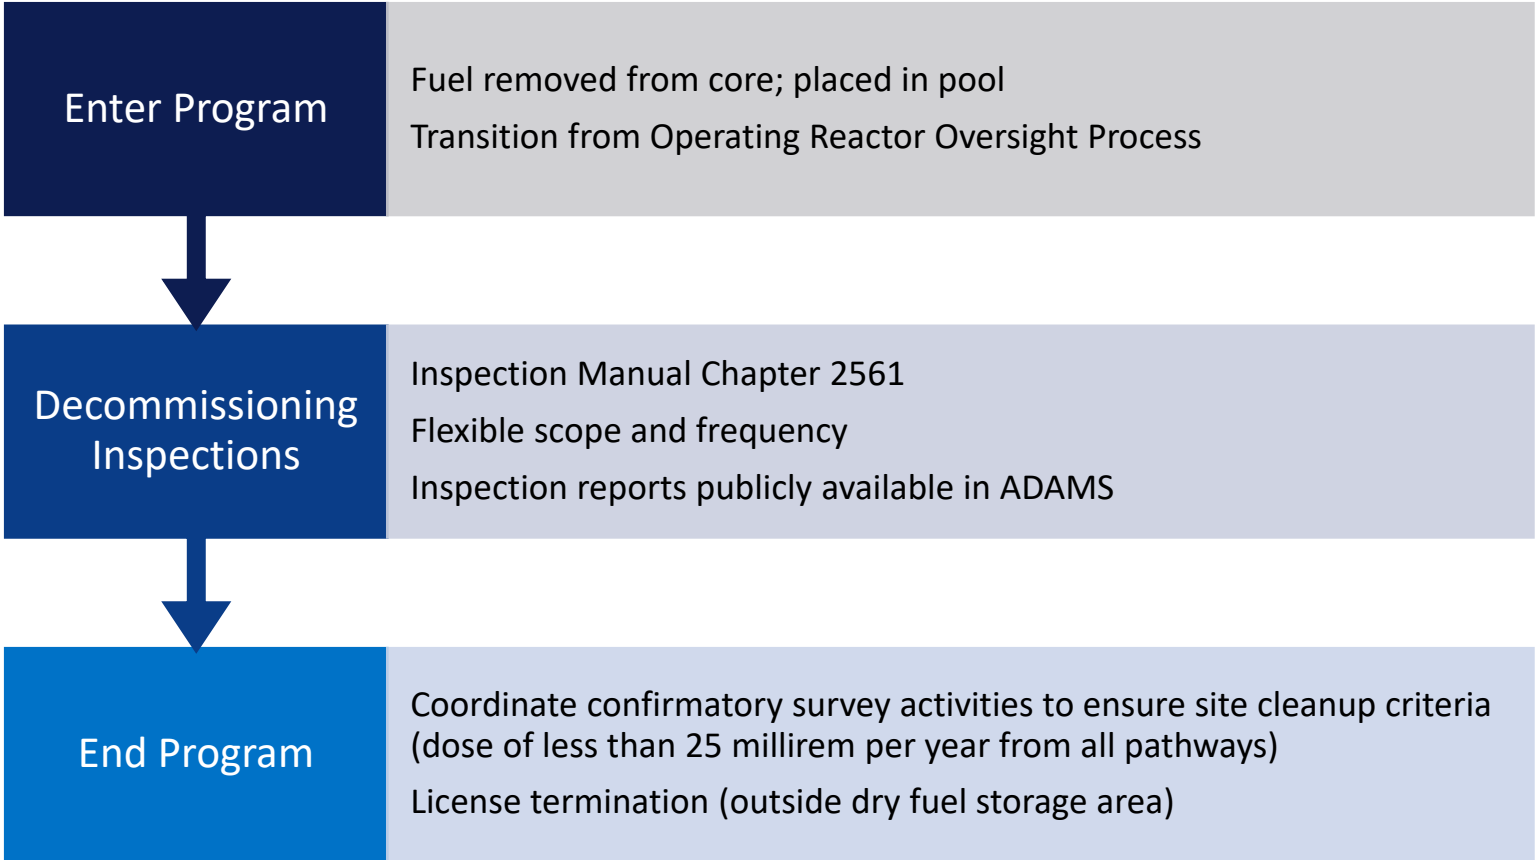 Enter Program
Fuel removed from core; placed in pool
Transition from Operating Reactor Oversight Process
Decommissioning
Inspections
Inspection Manual Chapter 2561
Flexible scope and frequency
Inspection reports publicly available in ADAMS
End Program
Coordinate confirmatory survey activities to ensure site cleanup criteria
(dose of less than 25 millirem per year from all pathways)
License termination (outside dry fuel storage area)